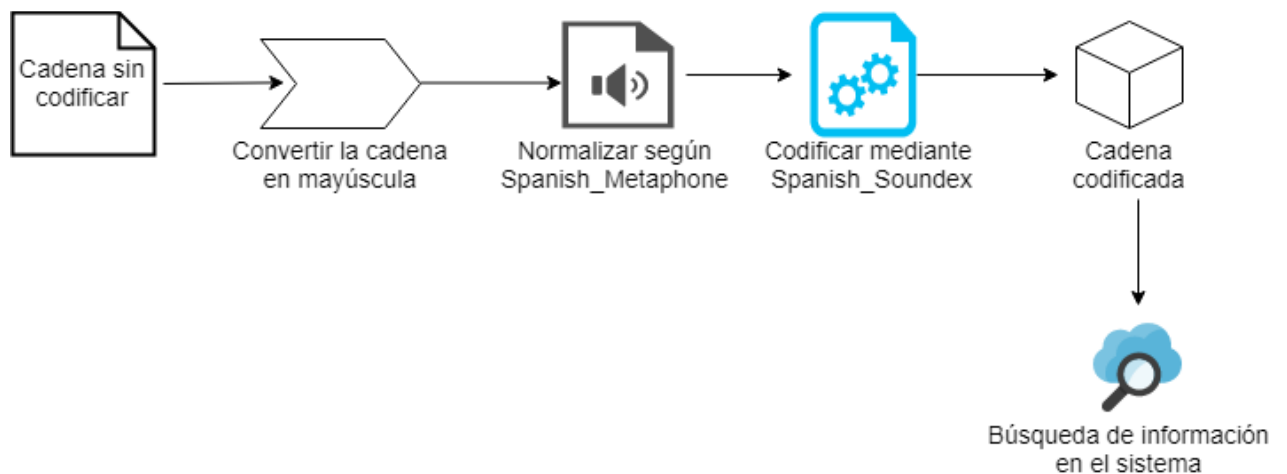 Cadena sin
codificar
Convertir la cadena
en mayúscula
Normalizar según
Spanish_Metaphone
Codificar mediante
Spanish_Soundex
Cadena
codificada
Búsqueda de información
en el sistema